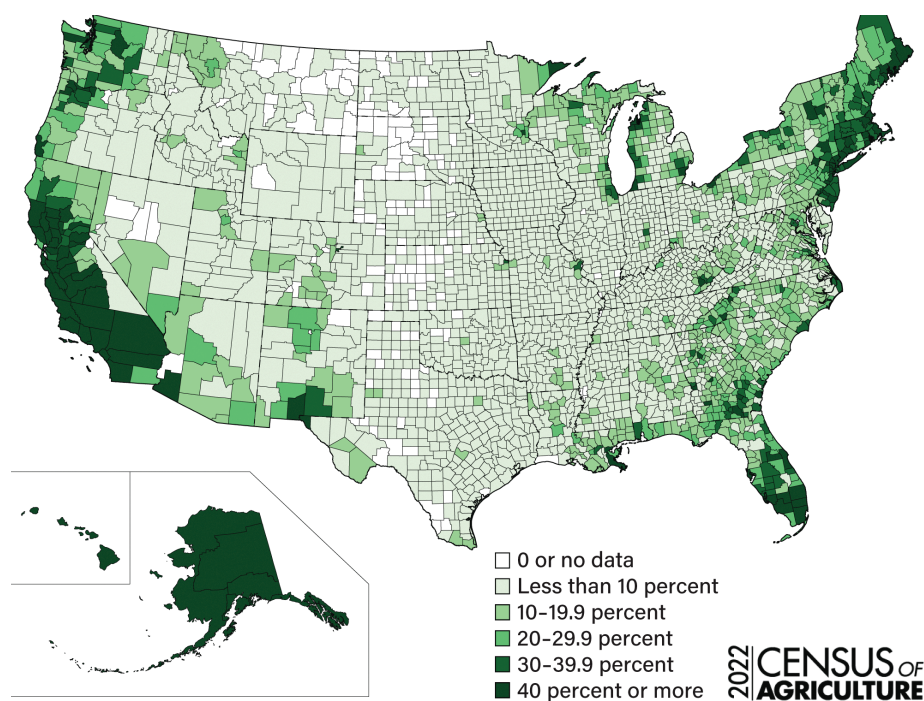 0 or no data
Less than 10 percent
10–19.9 percent
20–29.9 percent
30–39.9 percent
40 percent or more
2022
CENSUS OF
AGRICULTURE